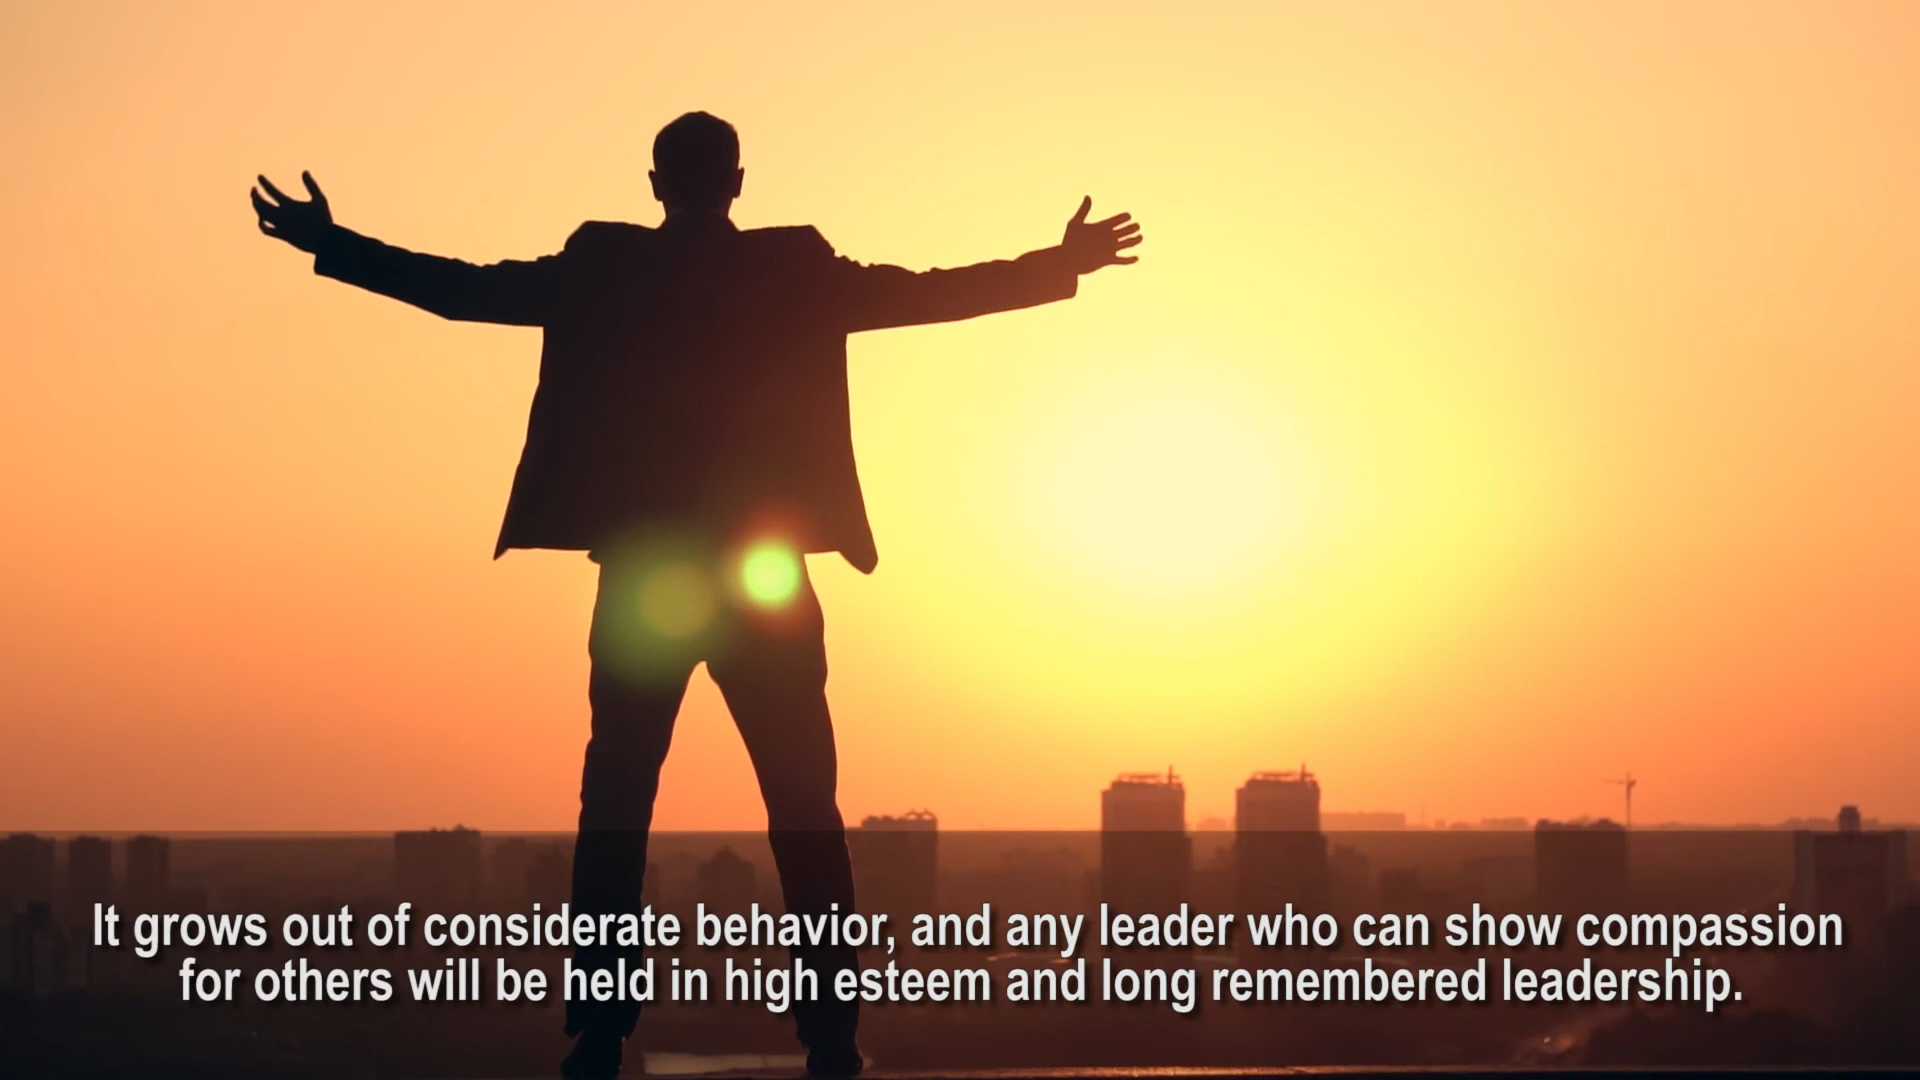 It grows out of considerate behavior, and any leader who can show compassion
for others will be held in high esteem and long remembered leadership.